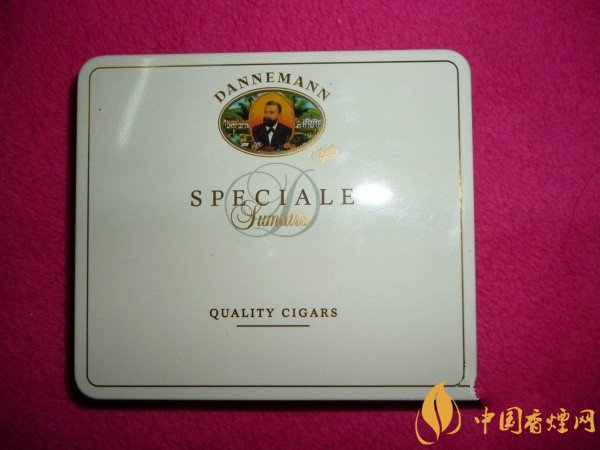 DANNEMANN
SPECIALE
Sumatra
QUALITY CIGARS
中国香烟网